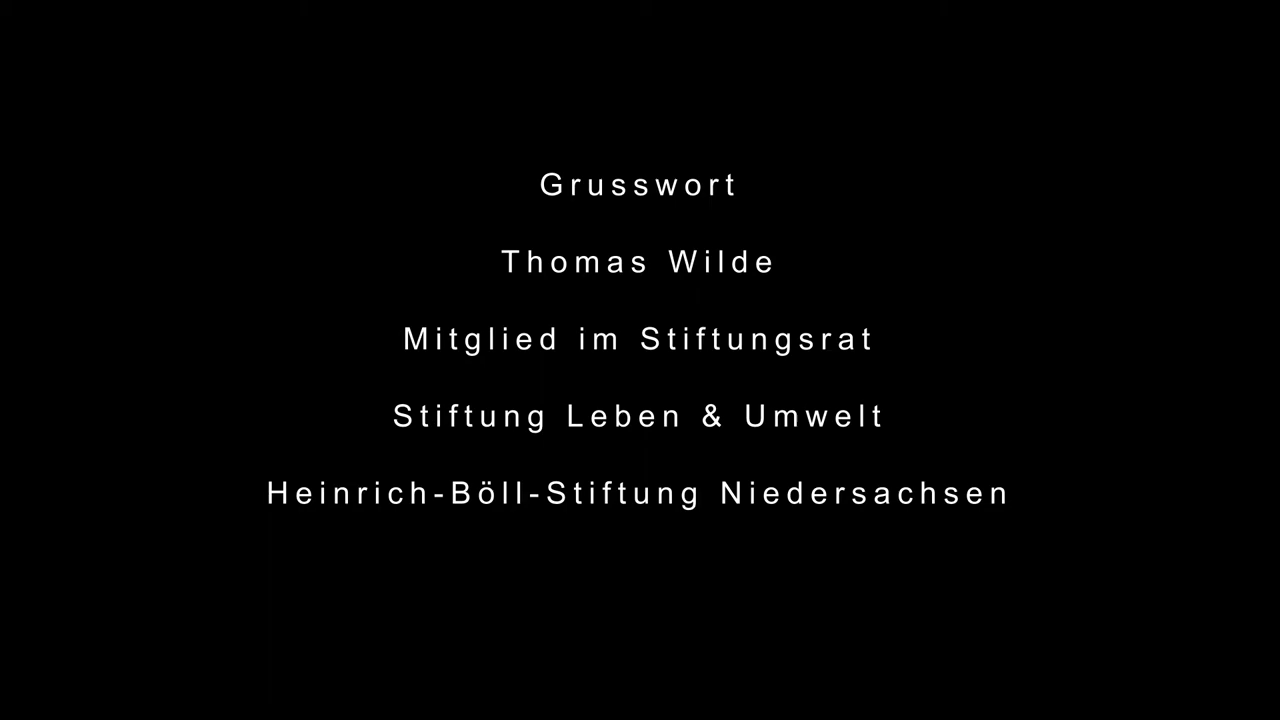 Grusswort
Thomas Wilde
Mitglied im Stiftungsrat
Stiftung Leben & Umwelt
Heinrich-Böll-Stiftung Niedersachsen